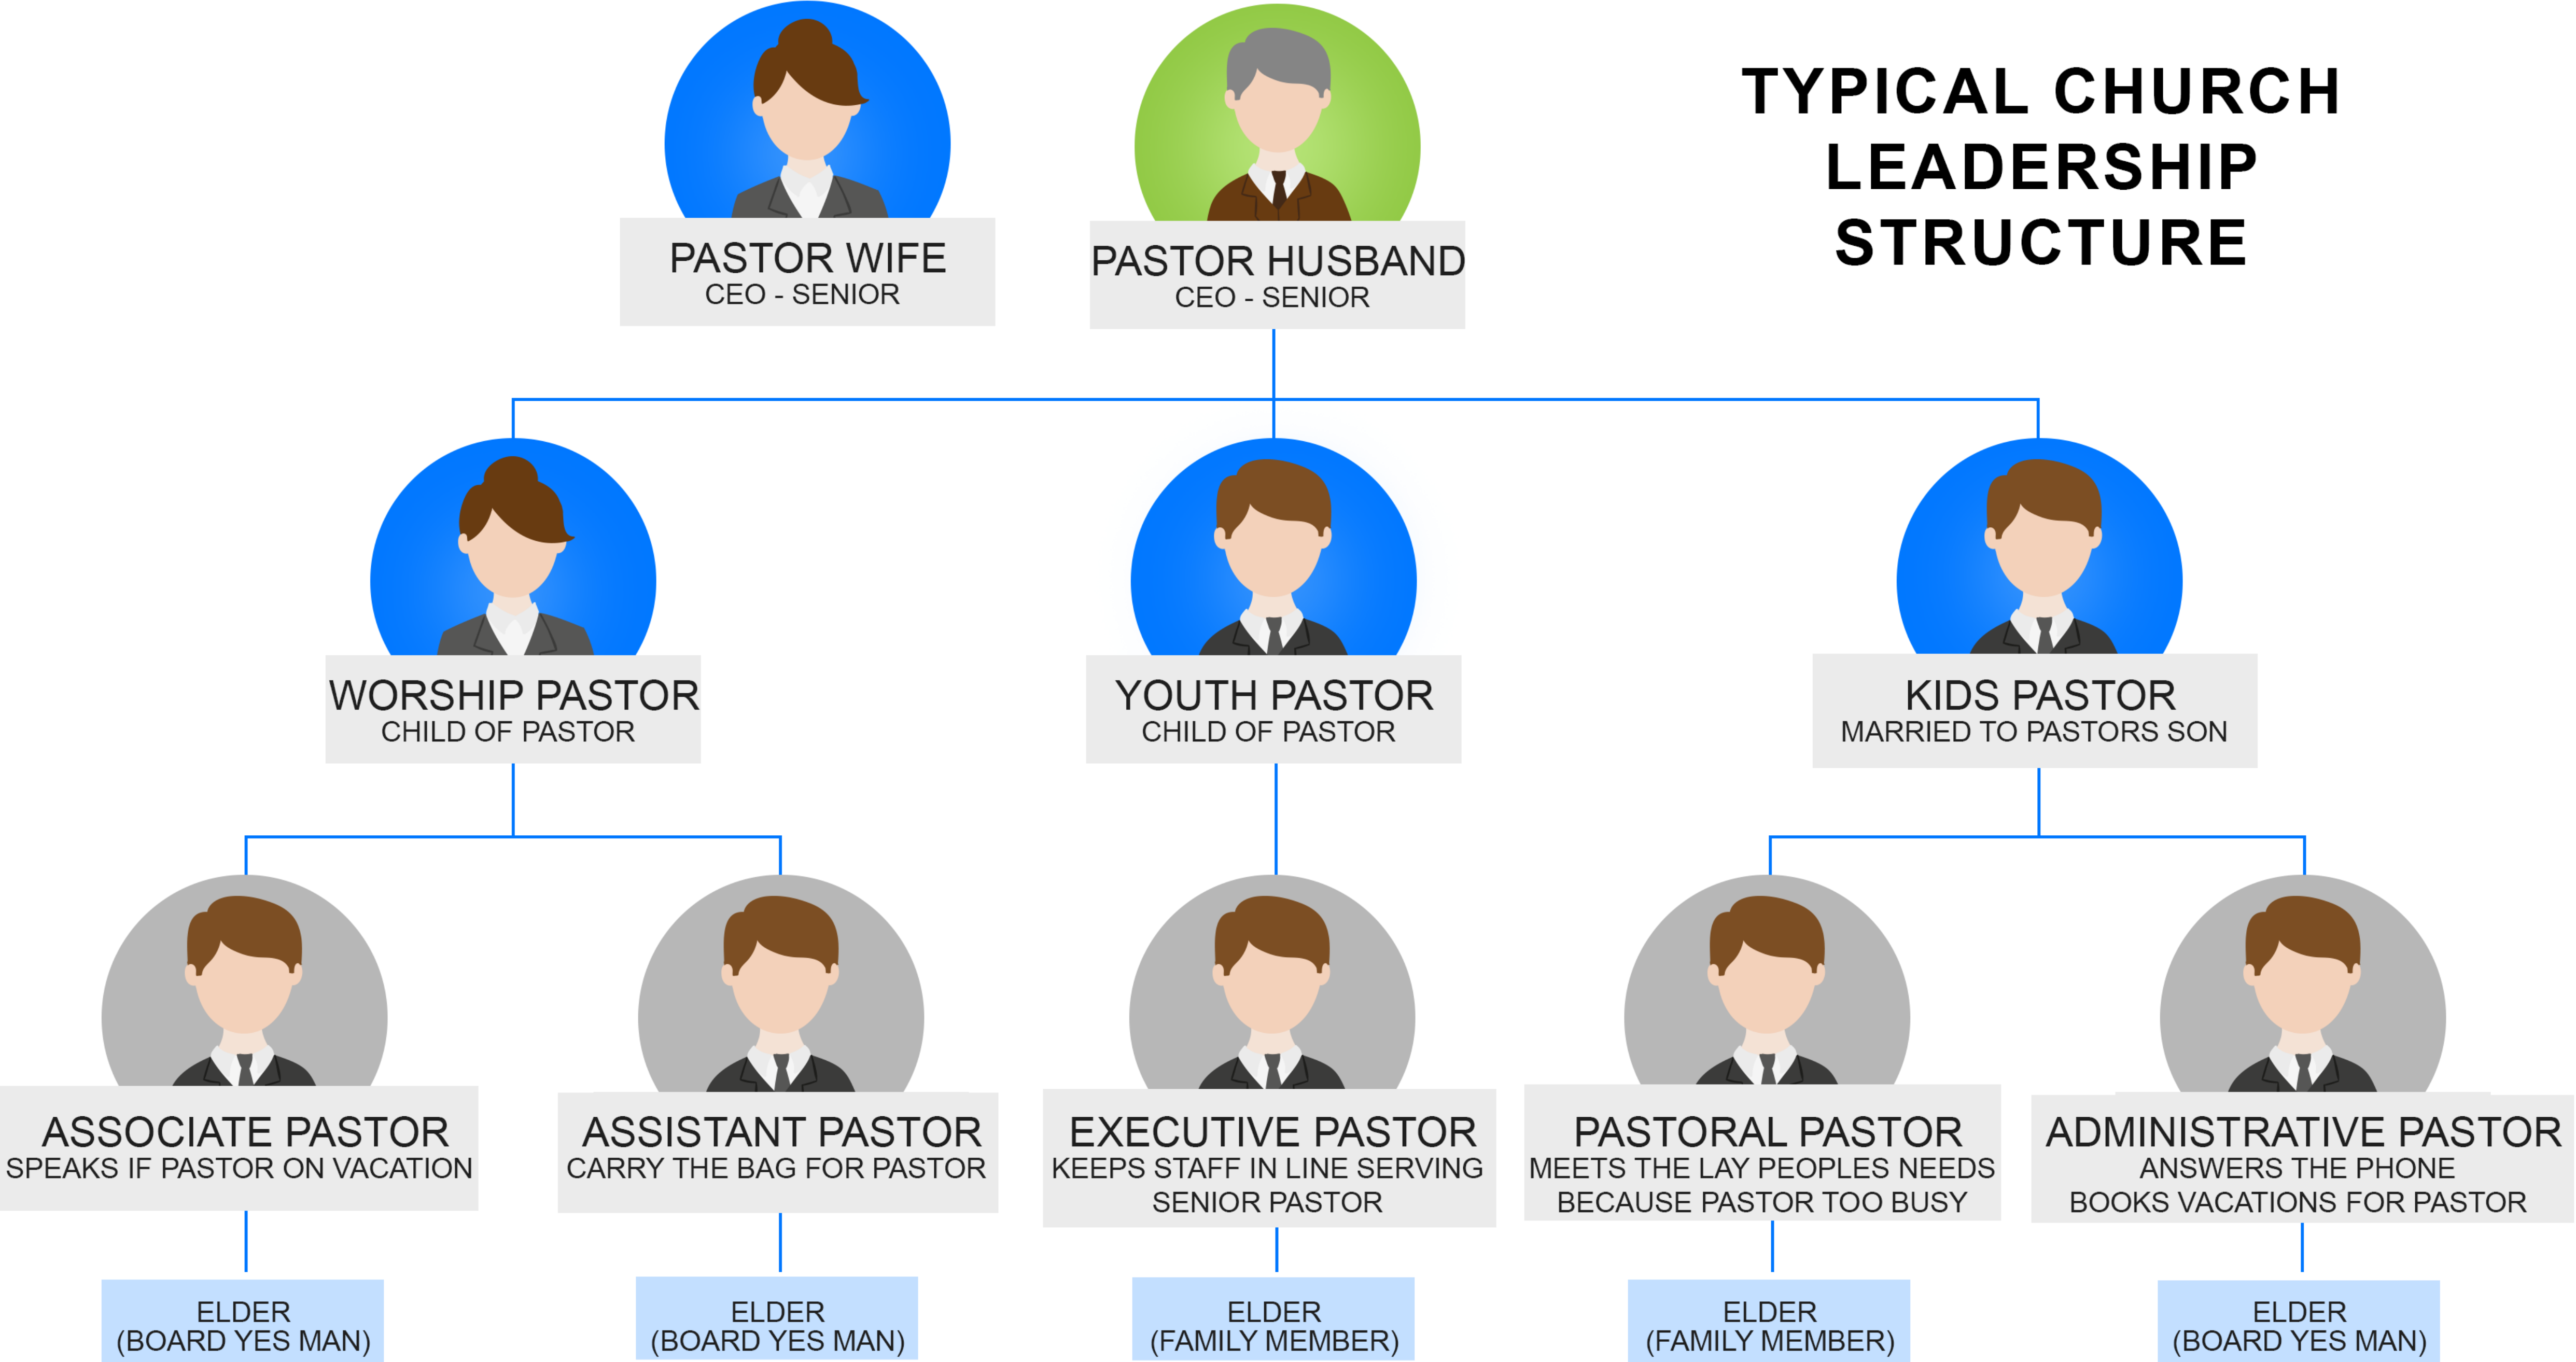 TYPICAL CHURCH
LEADERSHIP
STRUCTURE
PASTOR WIFE
CEO - SENIOR
PASTOR HUSBAND
CEO - SENIOR
WORSHIP PASTOR
CHILD OF PASTOR
YOUTH PASTOR
CHILD OF PASTOR
KIDS PASTOR
MARRIED TO PASTORS SON
ASSOCIATE PASTOR
SPEAKS IF PASTOR ON VACATION
ASSISTANT PASTOR
CARRY THE BAG FOR PASTOR
EXECUTIVE PASTOR
KEEPS STAFF IN LINE SERVING
SENIOR PASTOR
PASTORAL PASTOR
MEETS THE LAY PEOPLES NEEDS
BECAUSE PASTOR TOO BUSY
ADMINISTRATIVE PASTOR
ANSWERS THE PHONE
BOOKS VACATIONS FOR PASTOR
ELDER
(BOARD YES MAN)
ELDER
(BOARD YES MAN)
ELDER
(FAMILY MEMBER)
ELDER
(FAMILY MEMBER)
ELDER
(BOARD YES MAN)